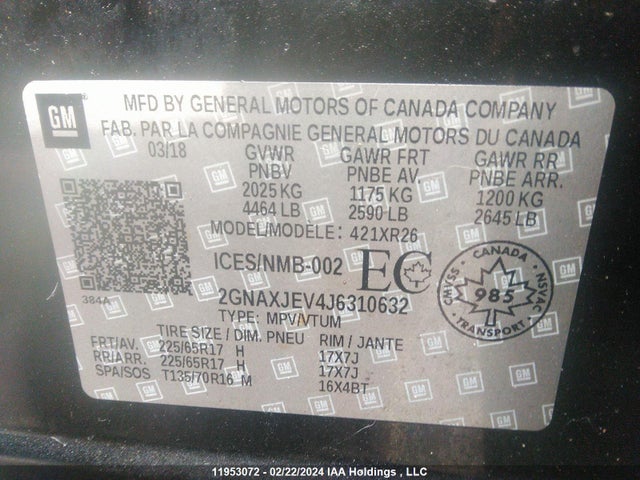 GM
MFD BY GENERAL MOTORS OF CANADA COMPANY
FAB. PAR LA COMPAGNIE GENERAL MOTORS DU CANADA
03/18 GVWR GAWR FRT GAWR RR
PNBV PNBE AV. PNBE ARR.
2025 KG 1175 KG 1200 KG
4464 LB 2590 LB 2645 LB
MODEL/MODELE: 421XR26
ICES/NMB-002 EC
384A 2GNAXJEV4J6310632
TYPE: MPV/VTUM
CANADA
CHYSS 985 NSVAC
TRANSPORT
TIRE SIZE / DIM. PNEU RIM / JANTE
FRT/AV. 225/65R17 H 17X7J
RR/ARR. 225/65R17 H 17X7J
SPA/SOS T135/70R16 M 16X4BT
11953072 - 02/22/2024 IAA Holdings , LLC